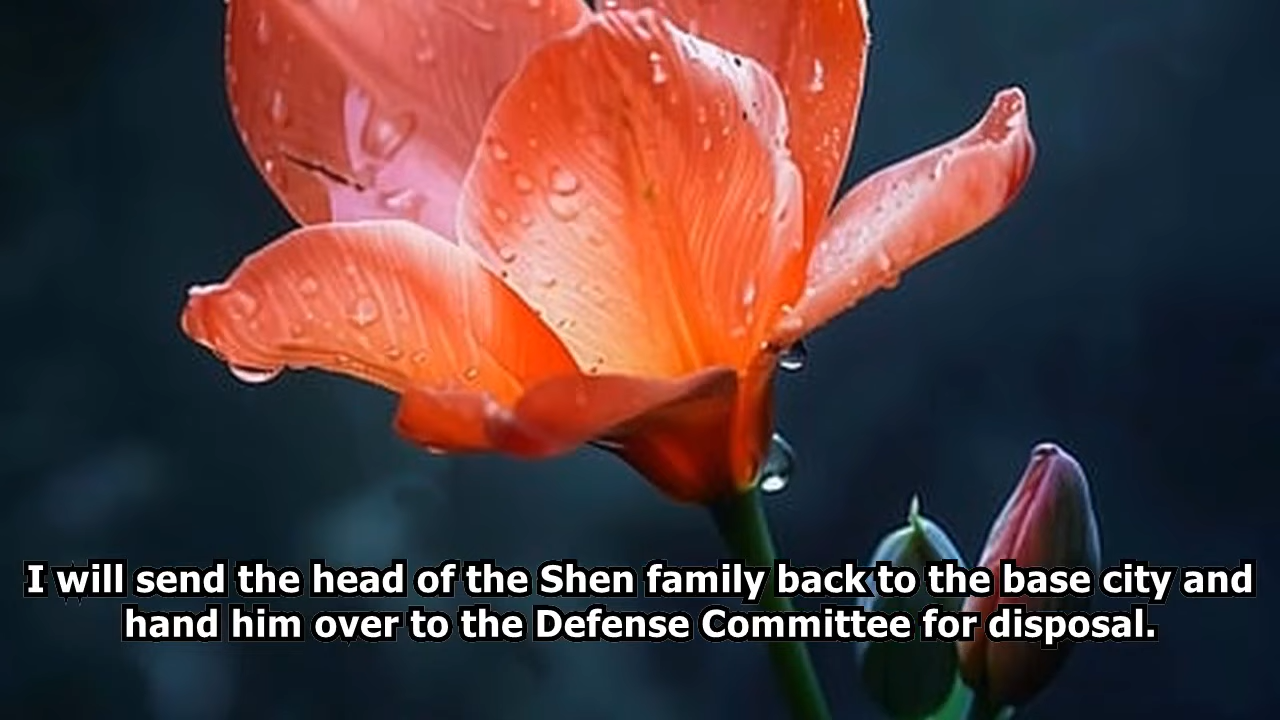 I will send the head of the Shen family back to the base city and
hand him over to the Defense Committee for disposal.